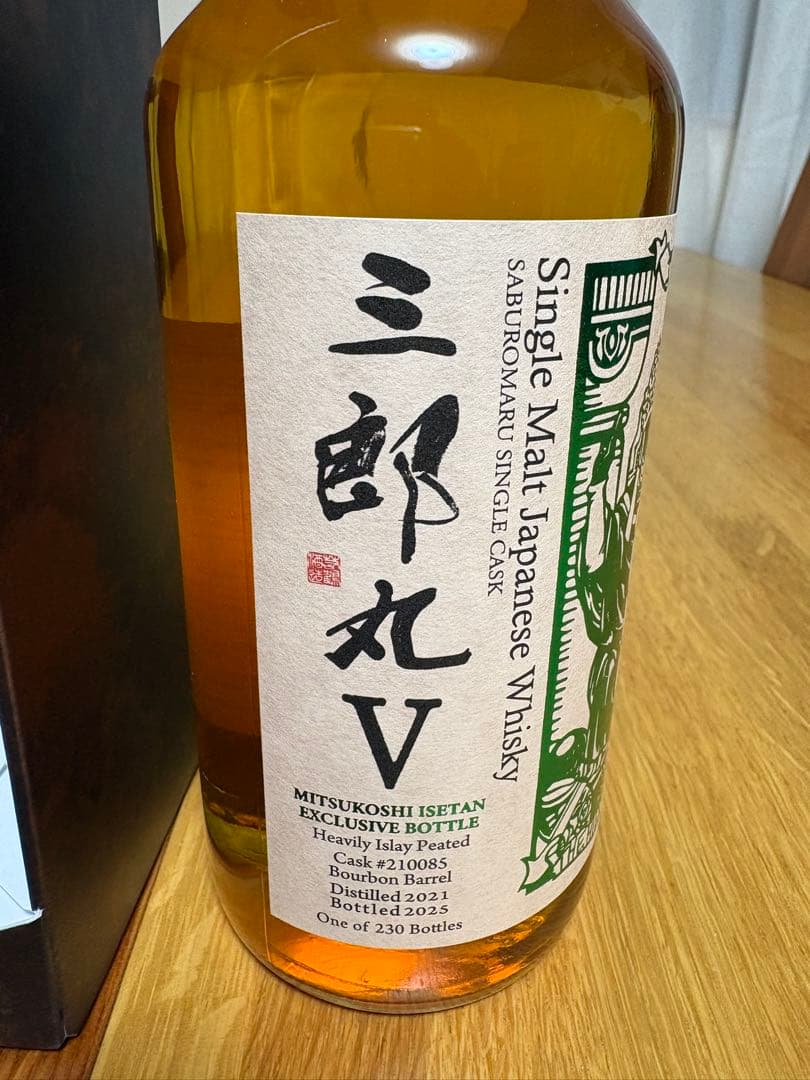 三郎丸V
Single Malt Japanese Whisky
SABUROMARU SINGLE CASK
MITSUKOSHI ISETAN
EXCLUSIVE BOTTLE
Heavily Islay Peated
Cask #210085
Bourbon Barrel
Distilled 2021
Bottled 2025
One of 230 Bottles